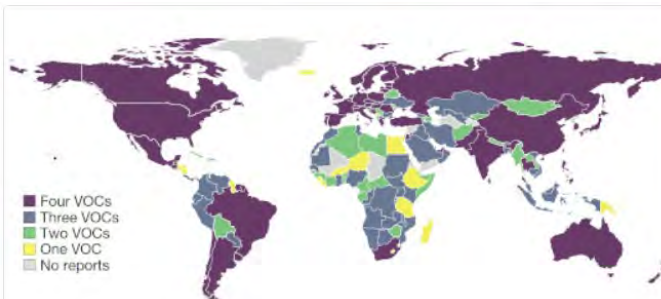 Four VOCs
Three VOCs
Two VOCs
One VOC
No reports